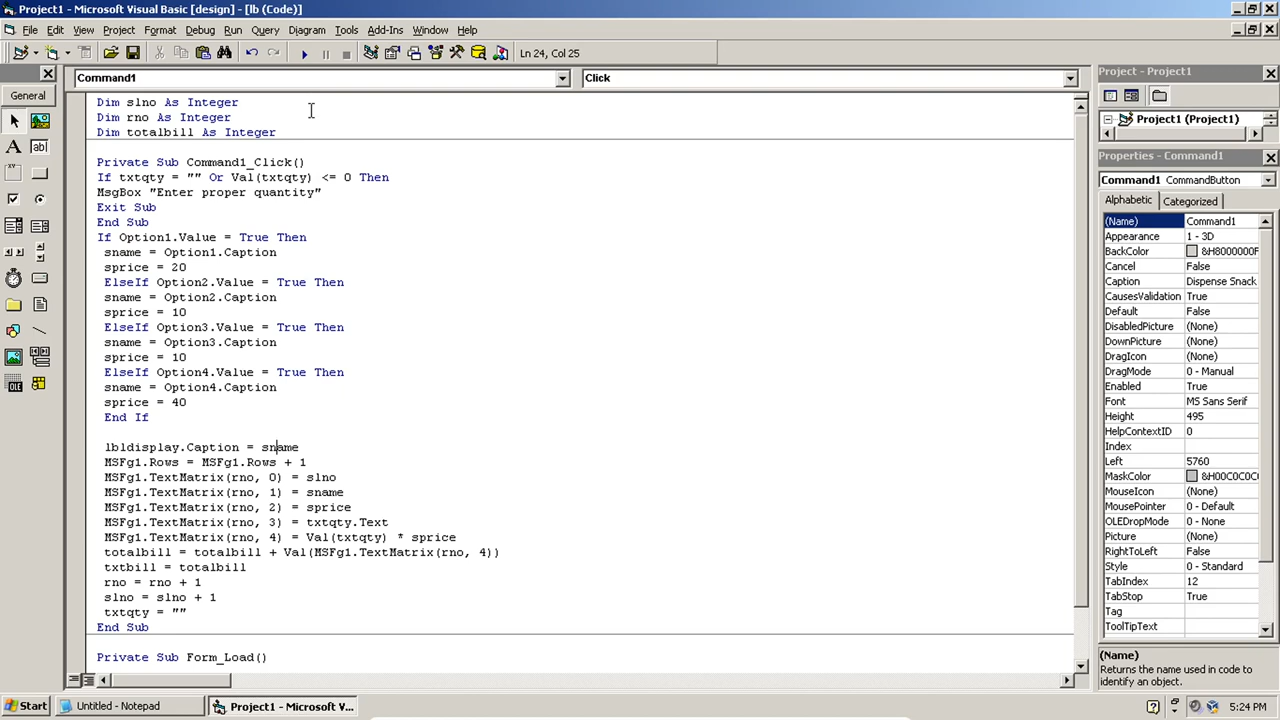 Project1 - Microsoft Visual Basic [design] - [lb (Code)]
File Edit View Project Format Debug Run Query Diagram Tools Add-Ins Window Help
Ln 24, Col 25
General
Command1
Click
Dim slno As Integer
Dim rno As Integer
Dim totalbill As Integer
Private Sub Command1_Click()
If txtqty = "" Or Val(txtqty) <= 0 Then
MsgBox "Enter proper quantity"
Exit Sub
End Sub
If Option1.Value = True Then
sname = Option1.Caption
sprice = 20
ElseIf Option2.Value = True Then
sname = Option2.Caption
sprice = 10
ElseIf Option3.Value = True Then
sname = Option3.Caption
sprice = 10
ElseIf Option4.Value = True Then
sname = Option4.Caption
sprice = 40
End If
lbldisplay.Caption = sname
MSFg1.Rows = MSFg1.Rows + 1
MSFg1.TextMatrix(rno, 0) = slno
MSFg1.TextMatrix(rno, 1) = sname
MSFg1.TextMatrix(rno, 2) = sprice
MSFg1.TextMatrix(rno, 3) = txtqty.Text
MSFg1.TextMatrix(rno, 4) = Val(txtqty) * sprice
totalbill = totalbill + Val(MSFg1.TextMatrix(rno, 4))
txtbill = totalbill
rno = rno + 1
slno = slno + 1
txtqty = ""
End Sub
Private Sub Form_Load()
Project - Project1
Project1 (Project1)
Properties - Command1
Command1 CommandButton
Alphabetic Categorized
(Name) Command1
Appearance 1 - 3D
BackColor &H8000000F
Cancel False
Caption Dispense Snack
CausesValidation True
Default False
DisabledPicture (None)
DownPicture (None)
DragIcon (None)
DragMode 0 - Manual
Enabled True
Font MS Sans Serif
Height 495
HelpContextID 0
Index
Left 5760
MaskColor &H00C0C0C0
MouseIcon (None)
MousePointer 0 - Default
OLEDropMode 0 - None
Picture (None)
RightToLeft False
Style 0 - Standard
TabIndex 12
TabStop True
Tag
ToolTipText
(Name)
Returns the name used in code to
identify an object.
Start
Untitled - Notepad
Project1 - Microsoft V...
5:24 PM